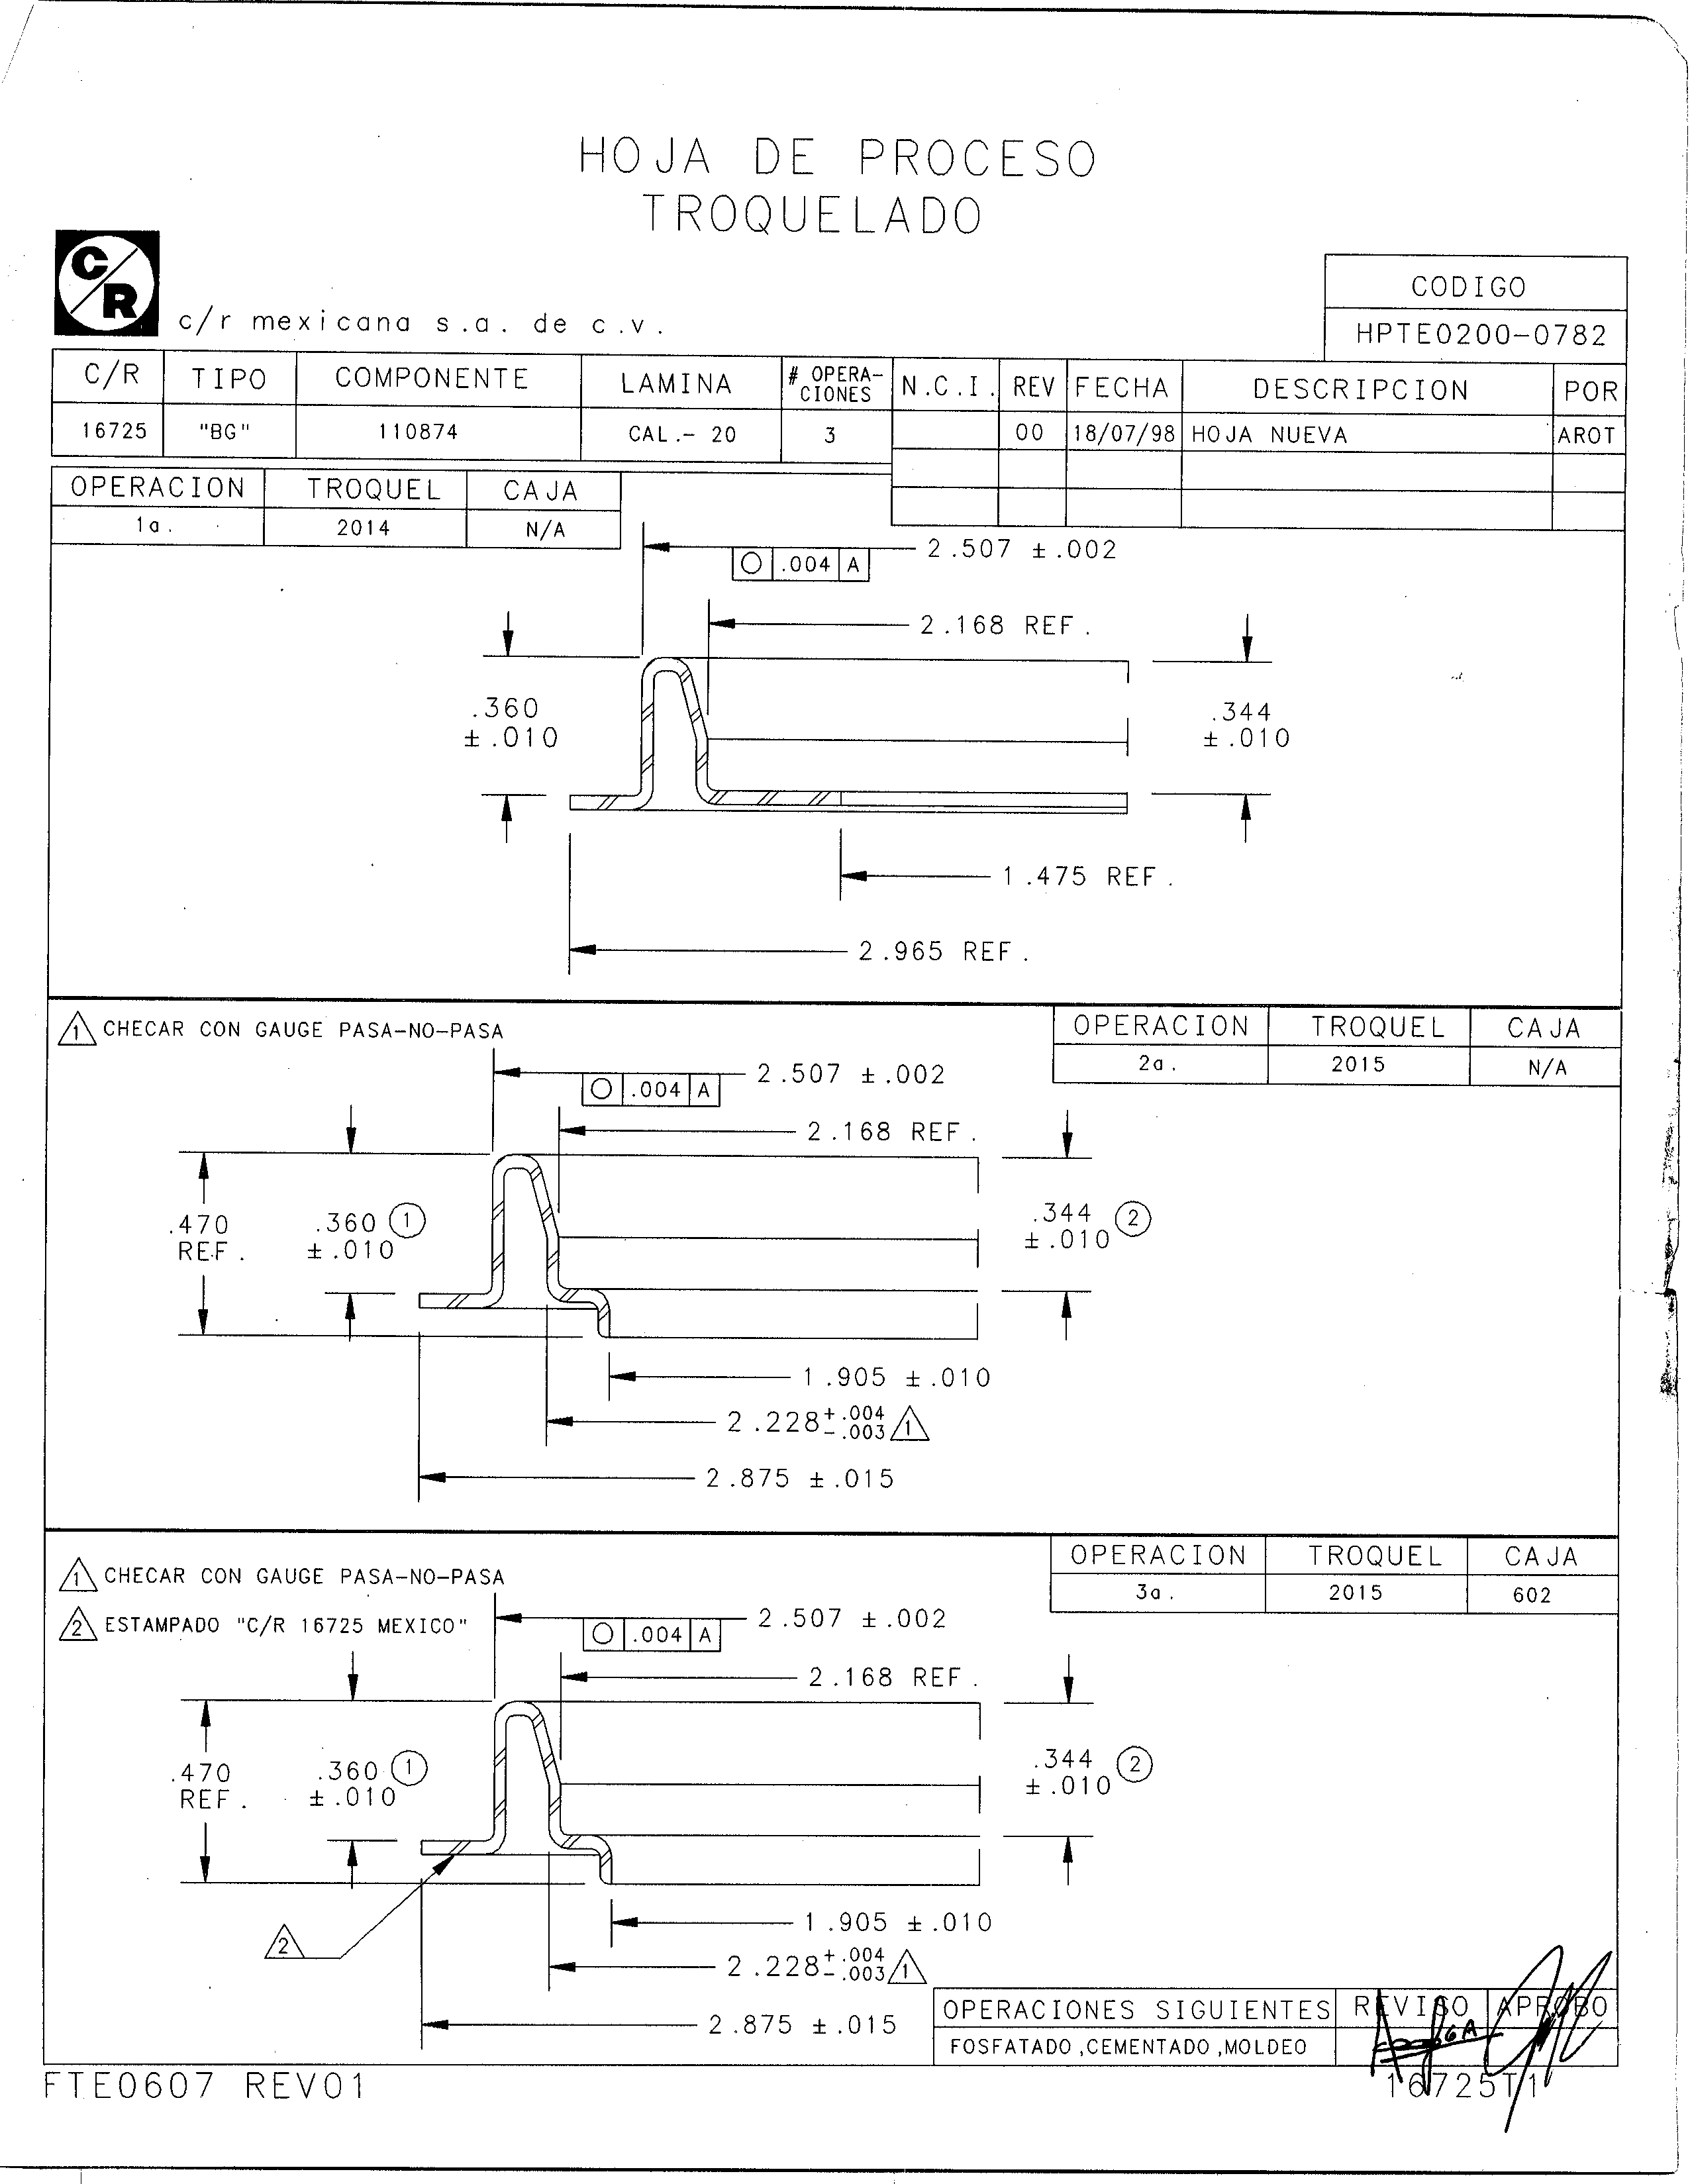 HOJA DE PROCESO
TROQUELADO
C/R
c/r mexicana s.a. de c.v.
CODIGO
HPTE0200-0782
C/R TIPO COMPONENTE LAMINA # OPERA-CIONES N.C.I. REV FECHA DESCRIPCION POR
16725 "BG" 110874 CAL.- 20 3 00 18/07/98 HOJA NUEVA AROT
OPERACION TROQUEL CAJA
1a. 2014 N/A
2.507 ±.002
.004 A
2.168 REF.
.360
±.010
.344
±.010
1.475 REF.
2.965 REF.
1 CHECAR CON GAUGE PASA-NO-PASA
OPERACION TROQUEL CAJA
2a. 2015 N/A
2.507 ±.002
.004 A
2.168 REF.
.470
REF.
.360 1
±.010
.344 2
±.010
1.905 ±.010
2.228 +.004 -.003 1
2.875 ±.015
1 CHECAR CON GAUGE PASA-NO-PASA
2 ESTAMPADO "C/R 16725 MEXICO"
OPERACION TROQUEL CAJA
3a. 2015 602
2.507 ±.002
.004 A
2.168 REF.
.470
REF.
.360 1
±.010
.344 2
±.010
1.905 ±.010
2
2.228 +.004 -.003 1
2.875 ±.015
OPERACIONES SIGUIENTES REVISO APROBO
FOSFATADO,CEMENTADO,MOLDEO
FTE0607 REV01
16725T1